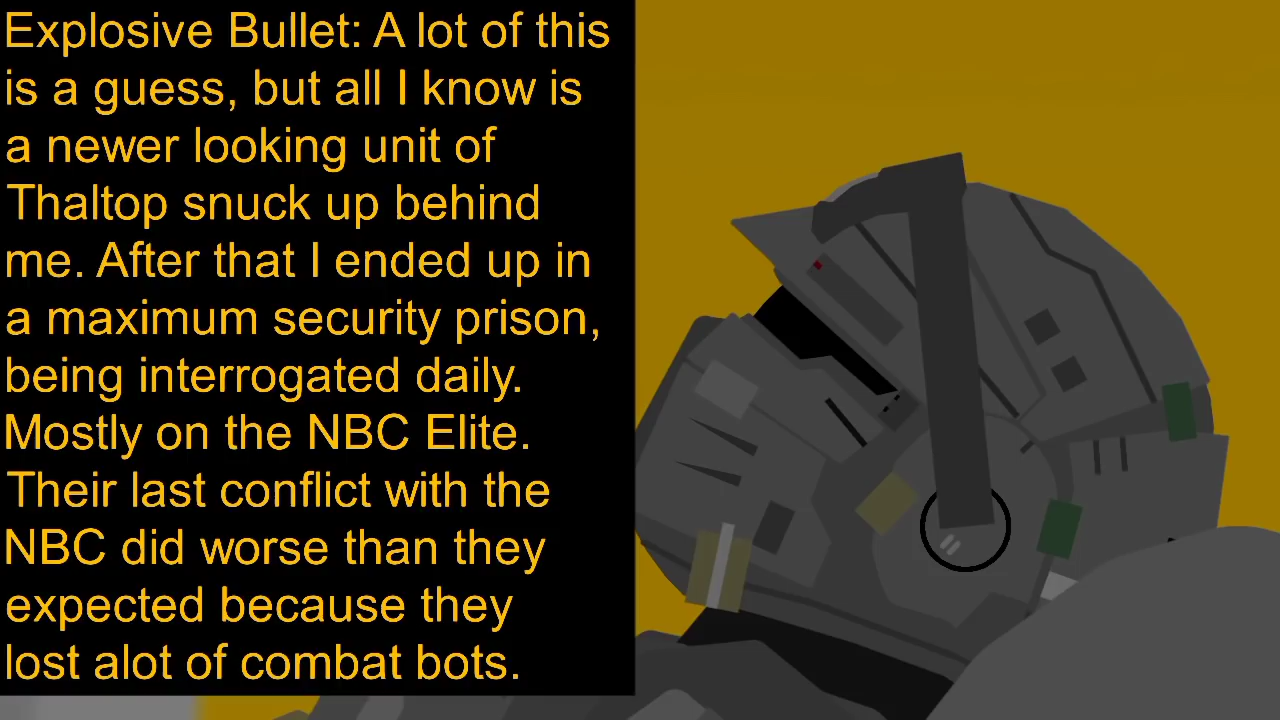 Explosive Bullet: A lot of this
is a guess, but all I know is
a newer looking unit of
Thaltop snuck up behind
me. After that I ended up in
a maximum security prison,
being interrogated daily.
Mostly on the NBC Elite.
Their last conflict with the
NBC did worse than they
expected because they
lost alot of combat bots.